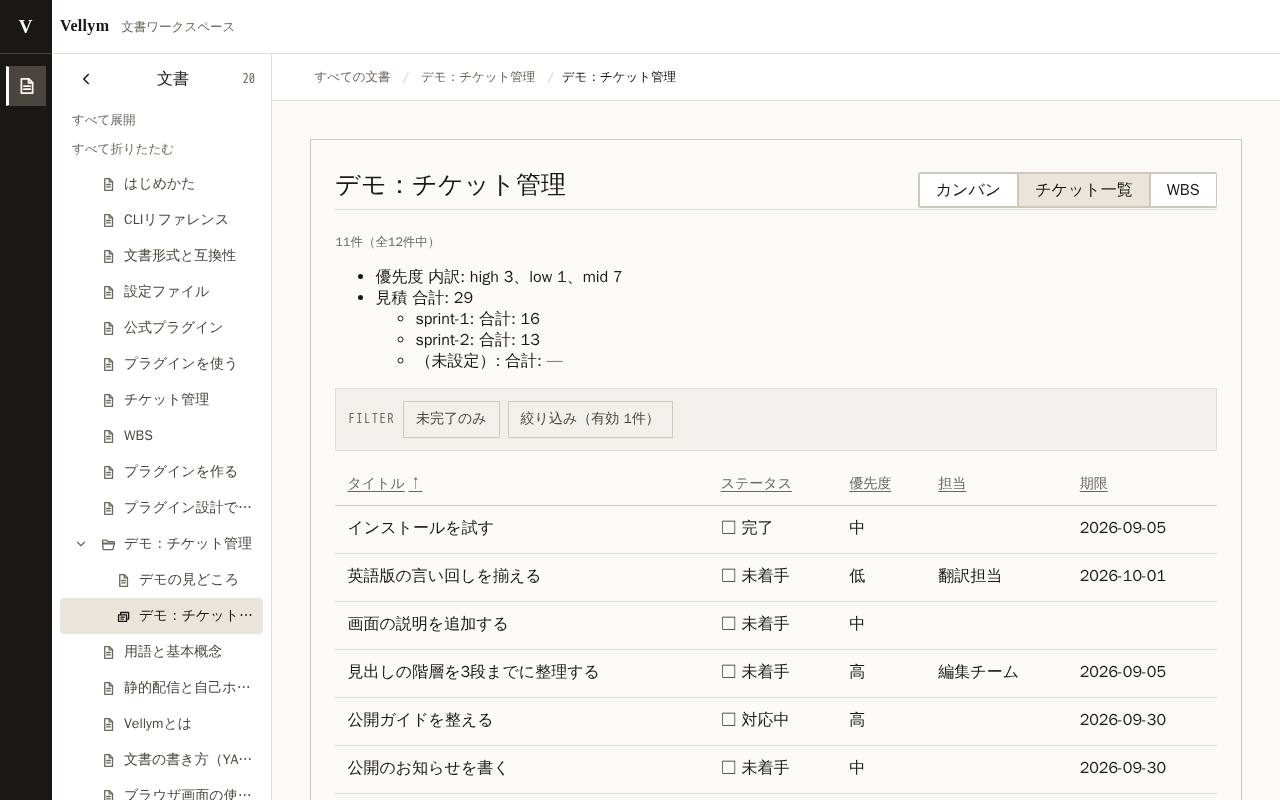 V
Vellym 文書ワークスペース
文書 20
すべて展開
すべて折りたたむ
はじめかた
CLIリファレンス
文書形式と互換性
設定ファイル
公式プラグイン
プラグインを使う
チケット管理
WBS
プラグインを作る
プラグイン設計で…
デモ：チケット管理
デモの見どころ
デモ：チケット…
用語と基本概念
静的配信と自己ホ…
Vellymとは
文書の書き方（YA…
ブラウザ画面の使…
すべての文書 / デモ：チケット管理 / デモ：チケット管理
デモ：チケット管理
カンバン チケット一覧 WBS
11件（全12件中）
• 優先度 内訳: high 3、low 1、mid 7
• 見積 合計: 29
◦ sprint-1: 合計: 16
◦ sprint-2: 合計: 13
◦ （未設定）: 合計: —
FILTER 未完了のみ 絞り込み（有効 1件）
タイトル ↑ ステータス 優先度 担当 期限
インストールを試す ☐ 完了 中 2026-09-05
英語版の言い回しを揃える ☐ 未着手 低 翻訳担当 2026-10-01
画面の説明を追加する ☐ 未着手 中
見出しの階層を3段までに整理する ☐ 未着手 高 編集チーム 2026-09-05
公開ガイドを整える ☐ 対応中 高 2026-09-30
公開のお知らせを書く ☐ 未着手 中 2026-09-30